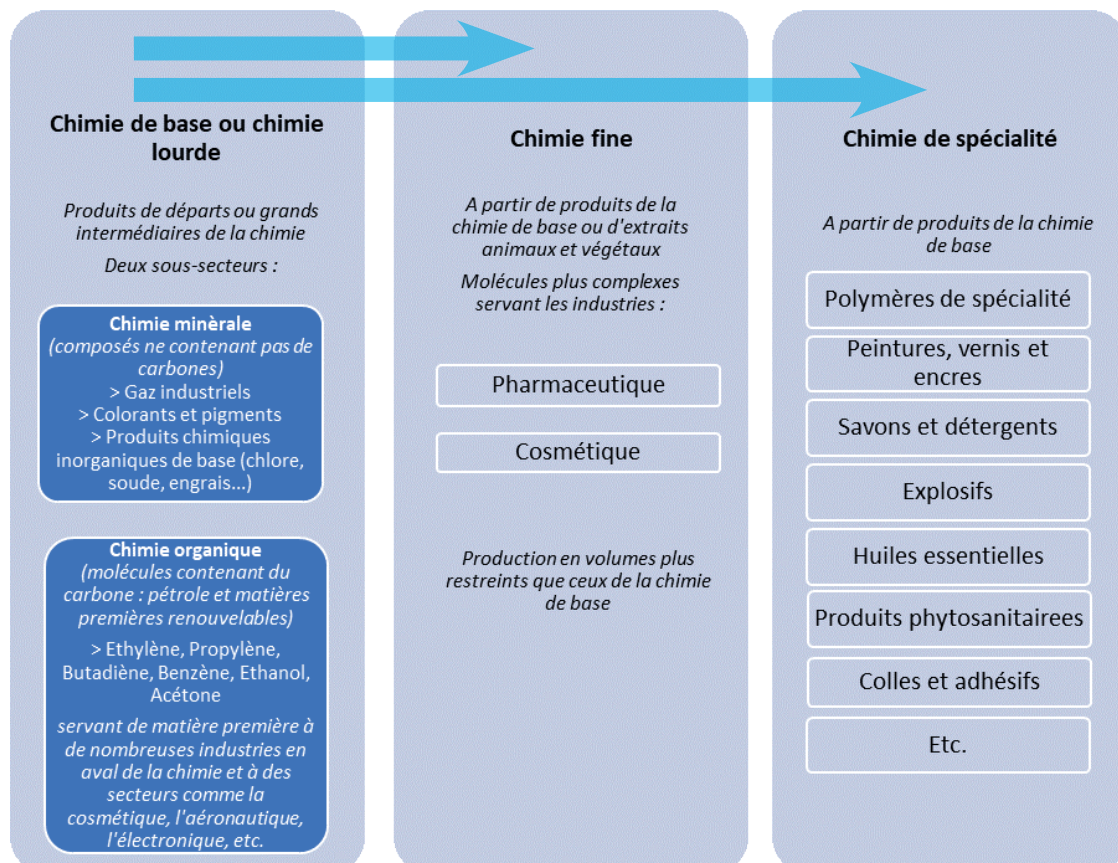 Chimie de base ou chimie
lourde
Produits de départs ou grands
intermédiaires de la chimie
Deux sous-secteurs :
Chimie minèrale
(composés ne contenant pas de
carbones)
> Gaz industriels
> Colorants et pigments
> Produits chimiques
inorganiques de base (chlore,
soude, engrais...)
Chimie organique
(molécules contenant du
carbone : pétrole et matières
premières renouvelables)
> Ethylène, Propylène,
Butadiène, Benzène, Ethanol,
Acétone
servant de matière première à
de nombreuses industries en
aval de la chimie et à des
secteurs comme la
cosmétique, l'aéronautique,
l'électronique, etc.
Chimie fine
A partir de produits de la
chimie de base ou d'extraits
animaux et végétaux
Molécules plus complexes
servant les industries :
Pharmaceutique
Cosmétique
Production en volumes plus
restreints que ceux de la chimie
de base
Chimie de spécialité
A partir de produits de la chimie
de base
Polymères de spécialité
Peintures, vernis et
encres
Savons et détergents
Explosifs
Huiles essentielles
Produits phytosanitairees
Colles et adhésifs
Etc.